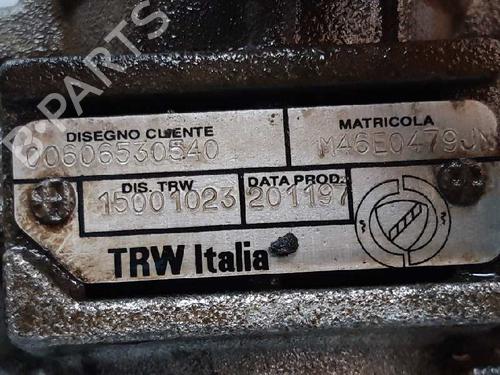 B-PARTS
DISEGNO CLIENTE
00606530540
MATRICOLA
M46E0479JN
DIS. TRW
15001023
DATA PROD.
201197
TRW Italia